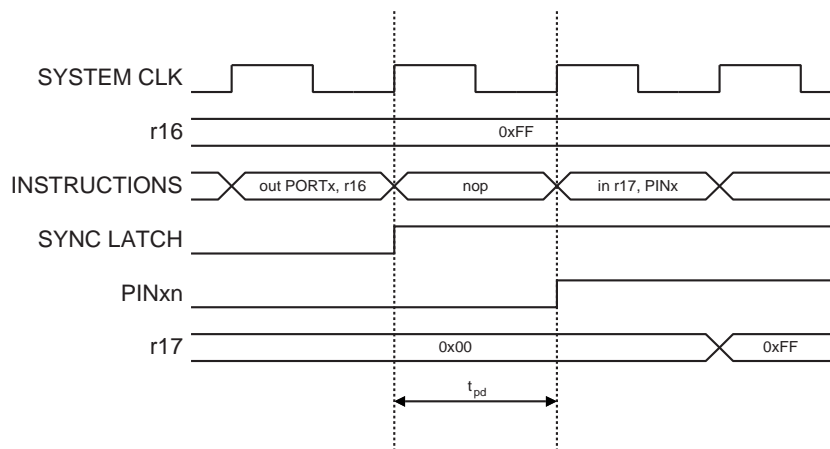 SYSTEM CLK
r16
0xFF
INSTRUCTIONS
out PORTx, r16
nop
in r17, PINx
SYNC LATCH
PINxn
r17
0x00
0xFF
tpd